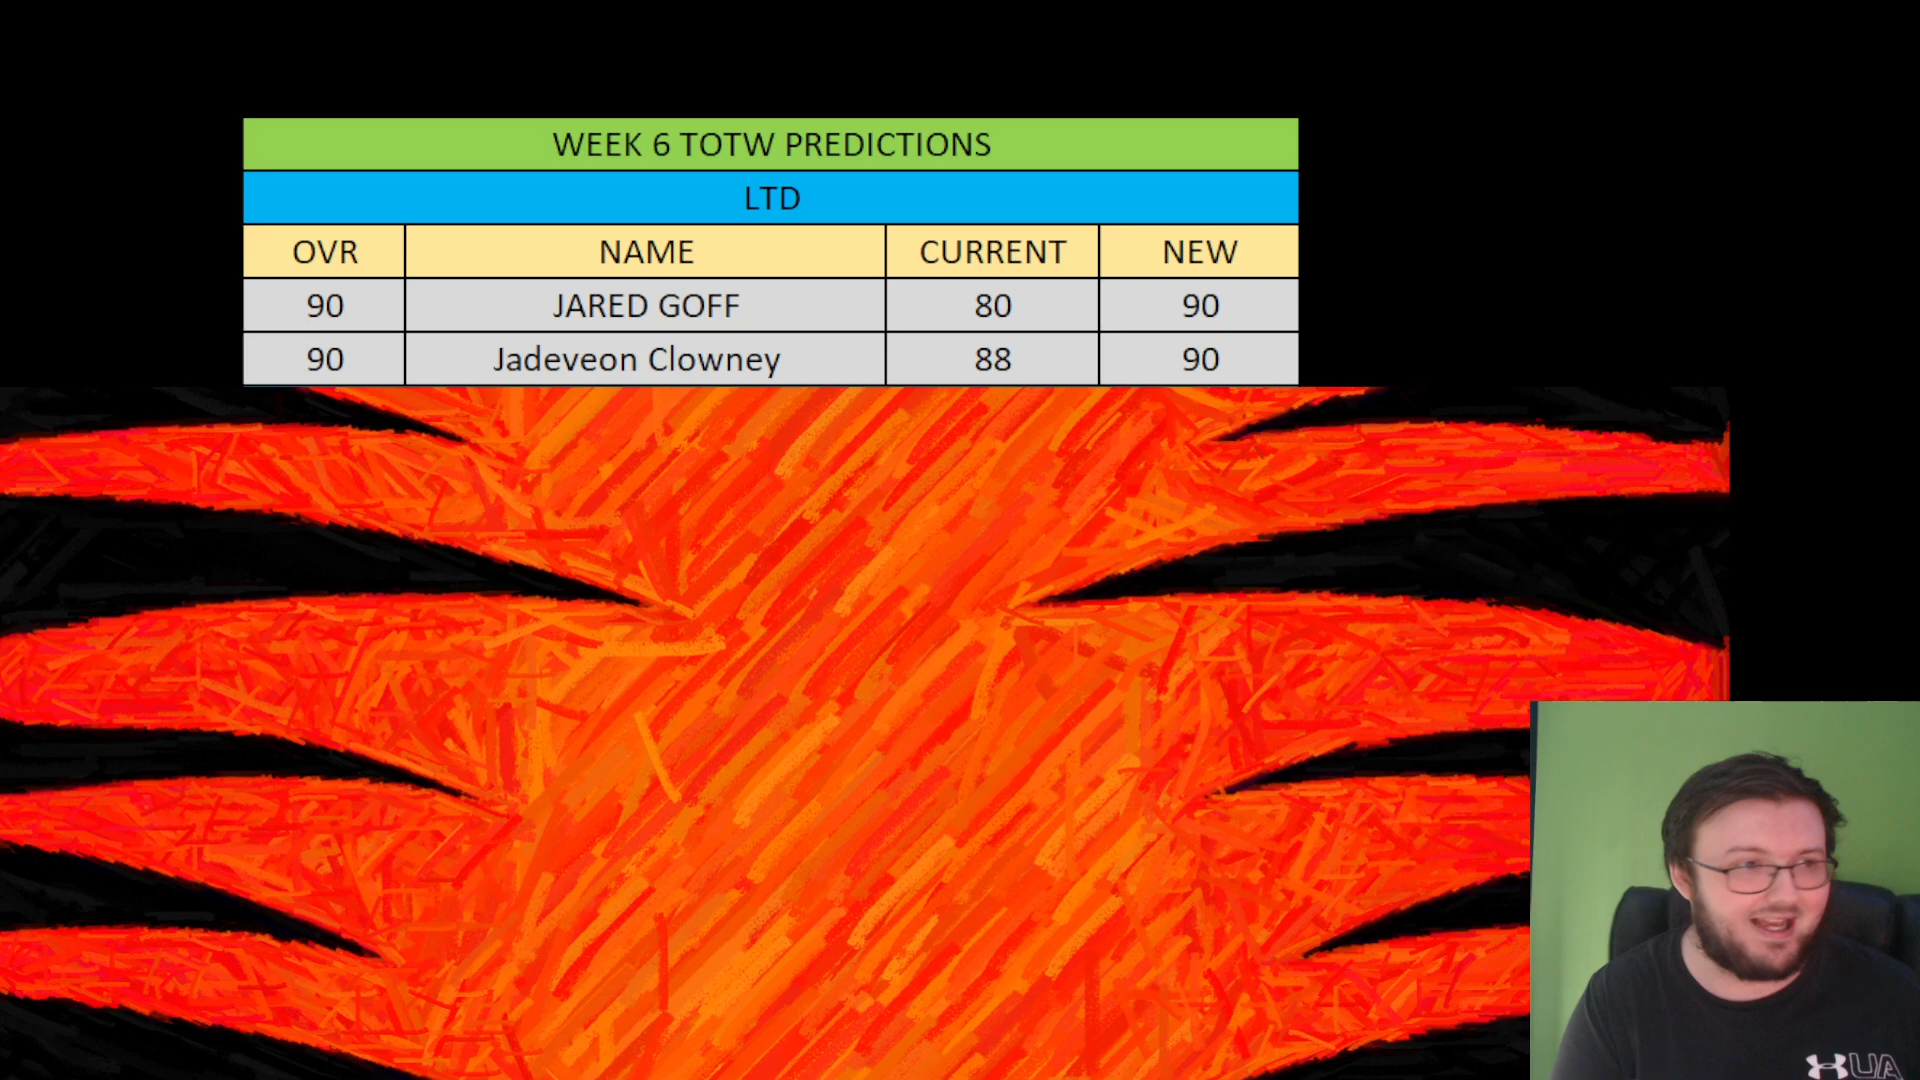 WEEK 6 TOTW PREDICTIONS
LTD
OVR NAME CURRENT NEW
90 JARED GOFF 80 90
90 Jadeveon Clowney 88 90
UA